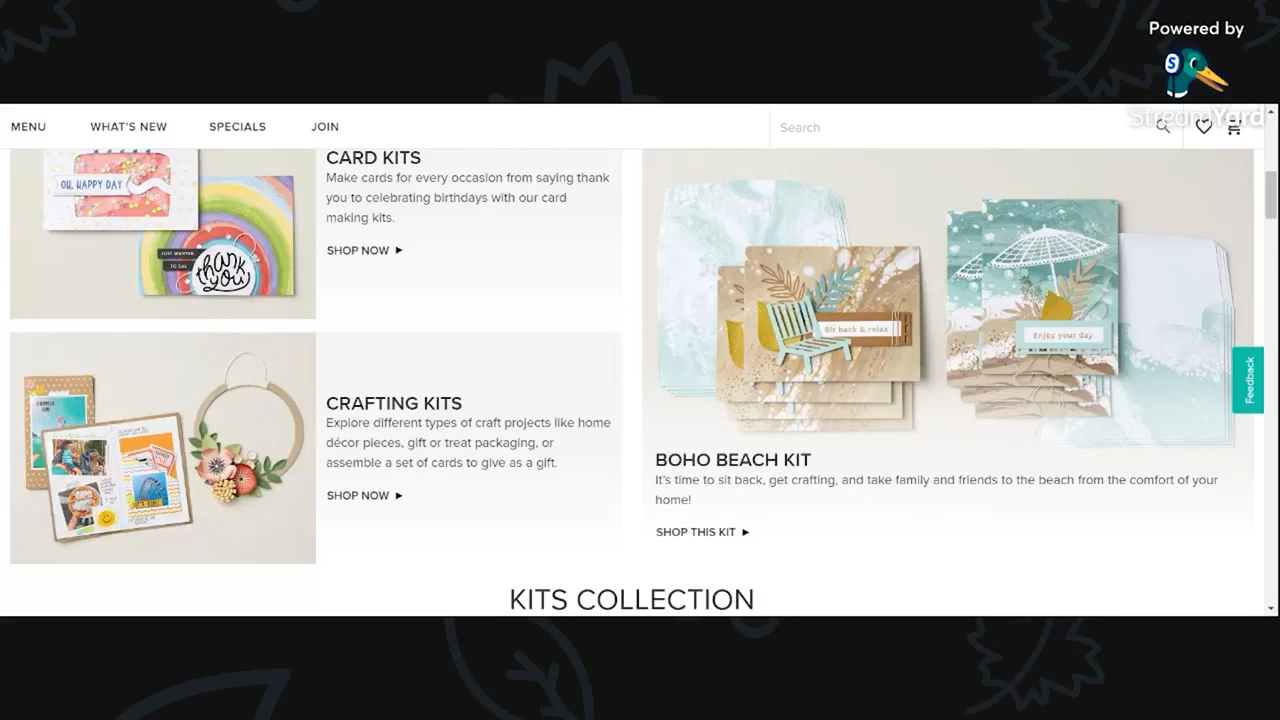 Powered by
S
StreamYard
MENU
WHAT'S NEW
SPECIALS
JOIN
Search
OH, HAPPY DAY
JUST WANTED
TO SAY
thank
you
CARD KITS
Make cards for every occasion from saying thank
you to celebrating birthdays with our card
making kits.
SHOP NOW ►
CRAFTING KITS
Explore different types of craft projects like home
décor pieces, gift or treat packaging, or
assemble a set of cards to give as a gift.
SHOP NOW ►
Sit back & relax
Enjoy your day
BOHO BEACH KIT
It's time to sit back, get crafting, and take family and friends to the beach from the comfort of your
home!
SHOP THIS KIT ►
Feedback
KITS COLLECTION